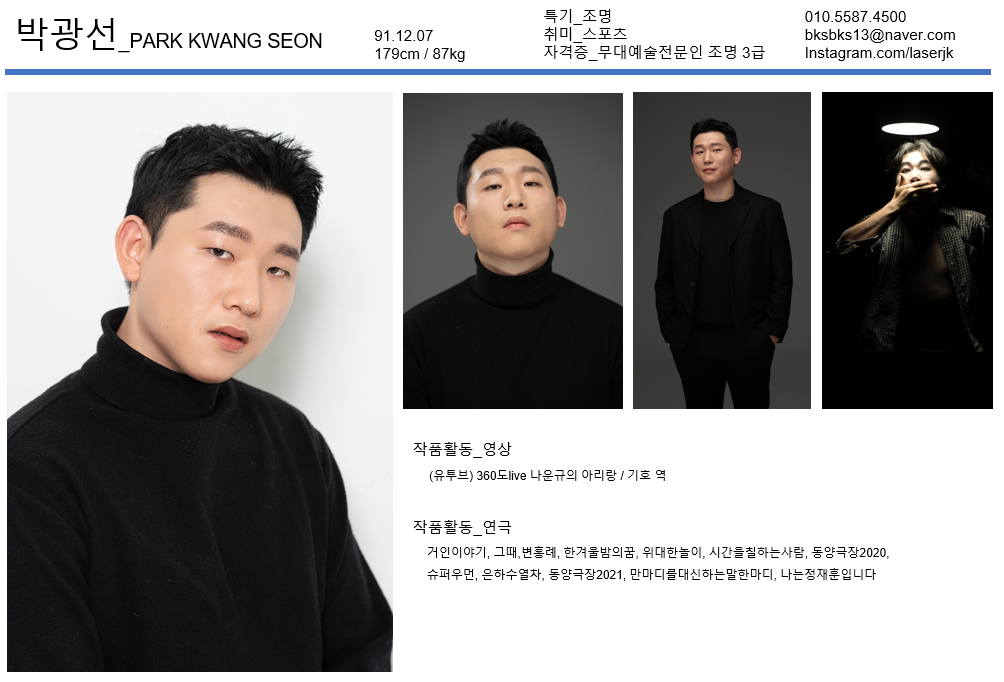 박광선_PARK KWANG SEON
91.12.07
179cm / 87kg
특기_조명
취미_스포츠
자격증_무대예술전문인 조명 3급
010.5587.4500
bksbks13@naver.com
Instagram.com/laserjk
작품활동_영상
(유투브) 360도live 나운규의 아리랑 / 기호 역
작품활동_연극
거인이야기, 그때,변홍례, 한겨울밤의꿈, 위대한놀이, 시간을칠하는사람, 동양극장2020,
슈퍼우먼, 은하수열차, 동양극장2021, 만마디를대신하는말한마디, 나는정재훈입니다